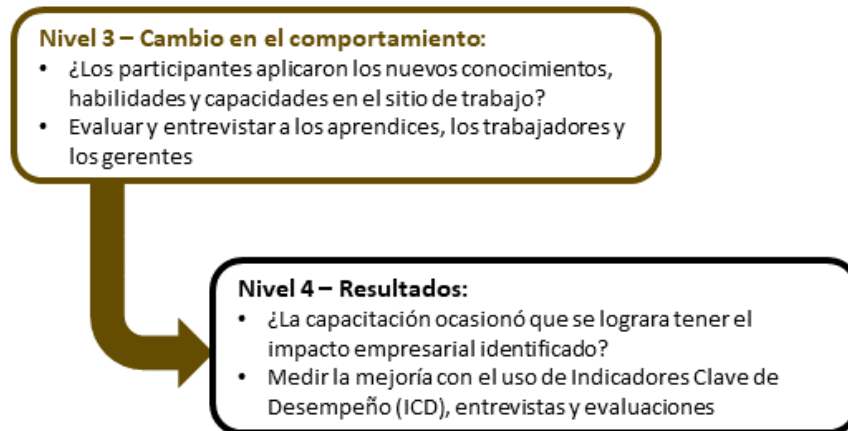 Nivel 3 – Cambio en el comportamiento:
• ¿Los participantes aplicaron los nuevos conocimientos,
habilidades y capacidades en el sitio de trabajo?
• Evaluar y entrevistar a los aprendices, los trabajadores y
los gerentes
Nivel 4 – Resultados:
• ¿La capacitación ocasionó que se lograra tener el
impacto empresarial identificado?
• Medir la mejoría con el uso de Indicadores Clave de
Desempeño (ICD), entrevistas y evaluaciones